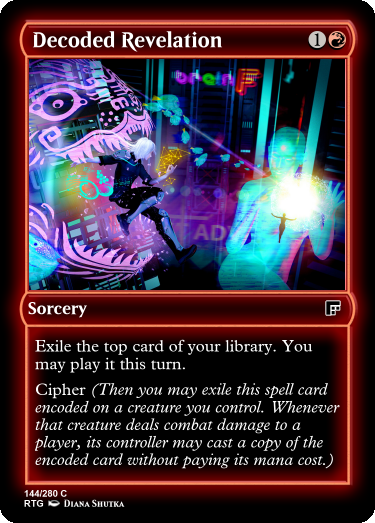 Decoded Revelation 1
Sorcery
Exile the top card of your library. You
may play it this turn.
Cipher (Then you may exile this spell card
encoded on a creature you control. Whenever
that creature deals combat damage to a
player, its controller may cast a copy of the
encoded card without paying its mana cost.)
144/280 C
RTG Diana Shutka